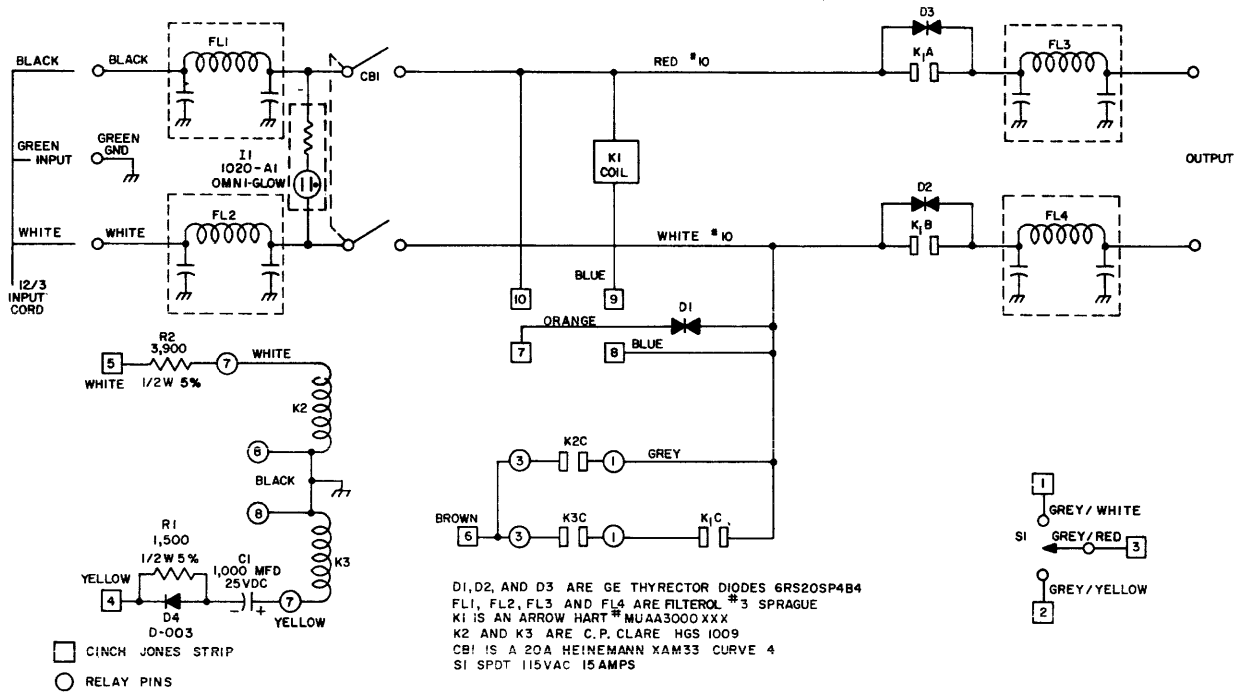 FL1
BLACK
BLACK
CB1
RED #10
D3
K1A
FL3
GREEN INPUT
GREEN GND
I1
1020-A1
OMNI-GLOW
K1 COIL
OUTPUT
FL2
WHITE
WHITE
WHITE #10
D2
K1B
FL4
12/3 INPUT CORD
BLUE
10
9
ORANGE
D1
7
8
BLUE
R2
3,900
5
7
WHITE
WHITE
1/2W 5%
K2
6
BLACK
8
K2C
3
1
GREY
BROWN
6
K3C
3
1
K1C
1
GREY/WHITE
S1
GREY/RED
3
GREY/YELLOW
2
R1
1,500
1/2W 5%
C1
1,000 MFD
25VDC
K3
YELLOW
4
- +
7
YELLOW
D4
D-003
D1, D2, AND D3 ARE GE THYRECTOR DIODES 6RS20SP4B4
FL1, FL2, FL3 AND FL4 ARE FILTEROL #3 SPRAGUE
K1 IS AN ARROW HART #MUAA3000XXX
K2 AND K3 ARE C.P. CLARE HGS 1009
CB1 IS A 20A HEINEMANN XAM33 CURVE 4
S1 SPDT 115VAC 15AMPS
CINCH JONES STRIP
RELAY PINS